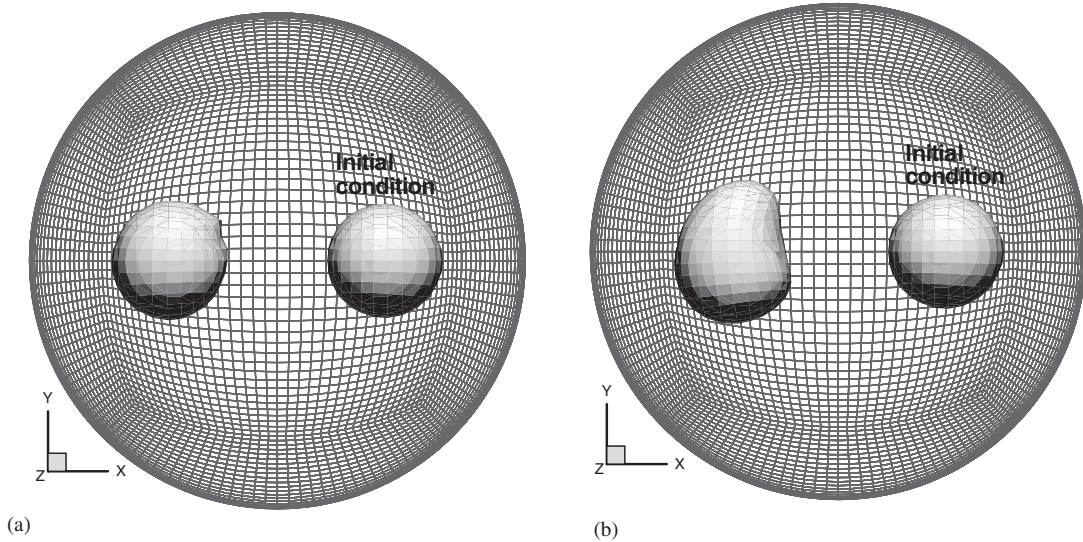 Initial
condition
Y
Z
X
(a)
Initial
condition
Y
Z
X
(b)